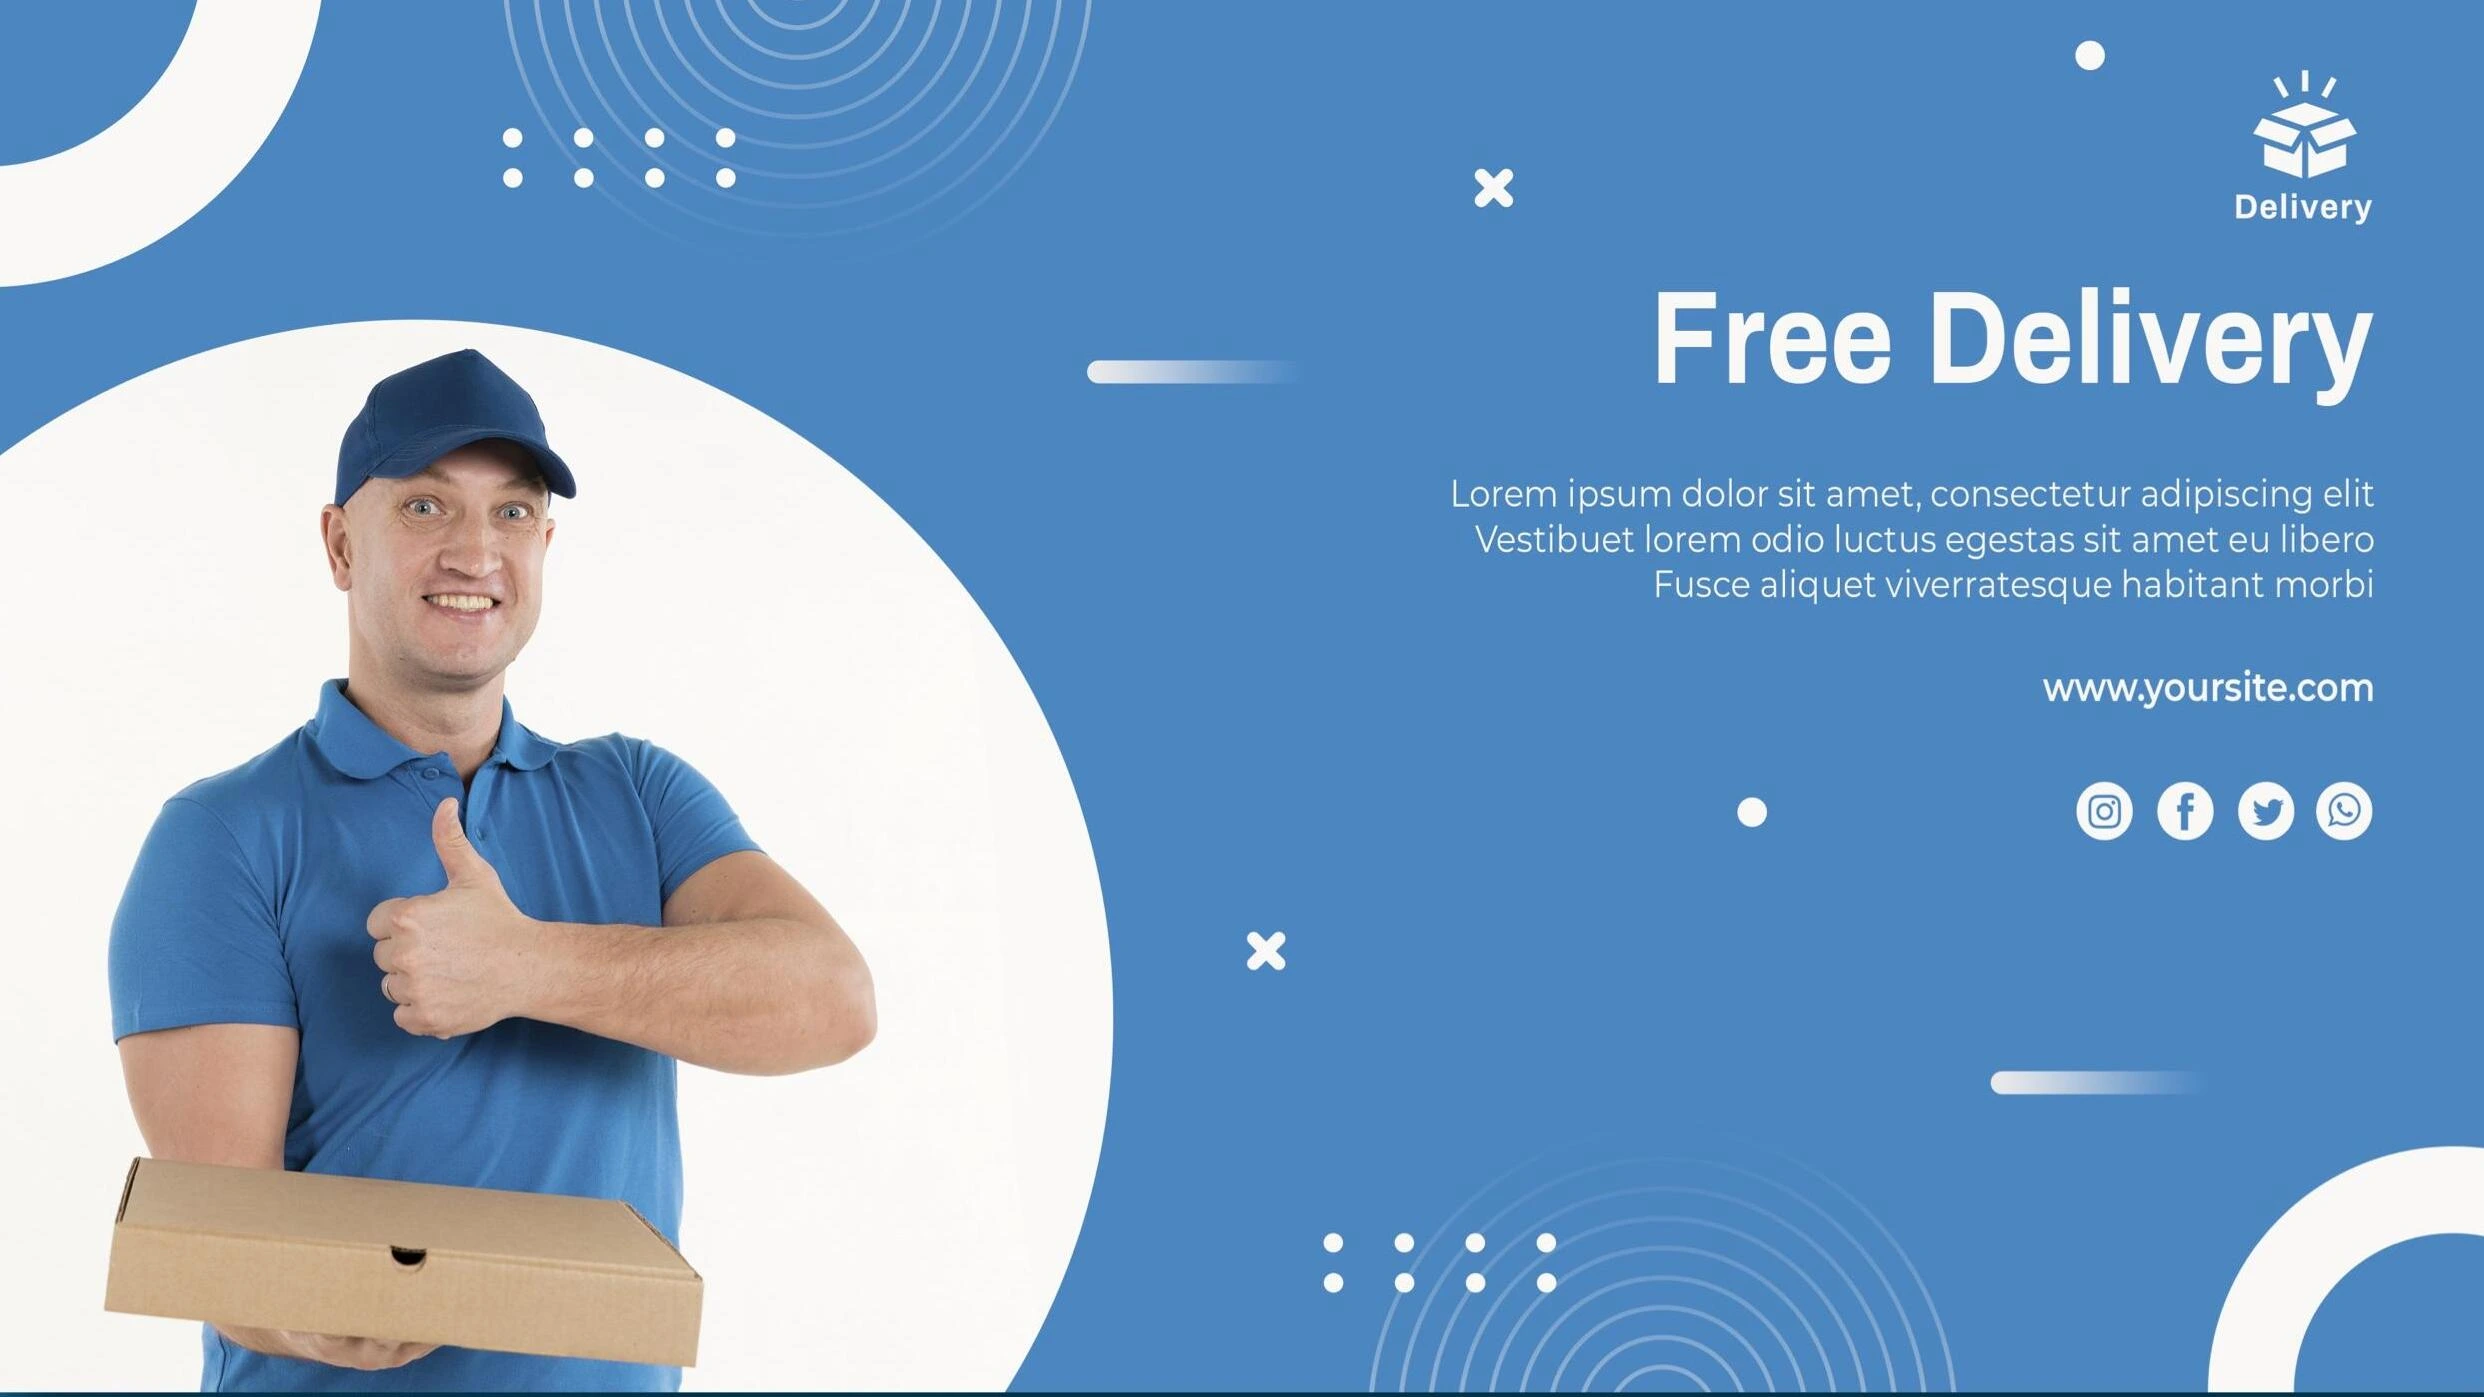 Delivery
Free Delivery
Lorem ipsum dolor sit amet, consectetur adipiscing elit
Vestibuet lorem odio luctus egestas sit amet eu libero
Fusce aliquet viverratesque habitant morbi
www.yoursite.com